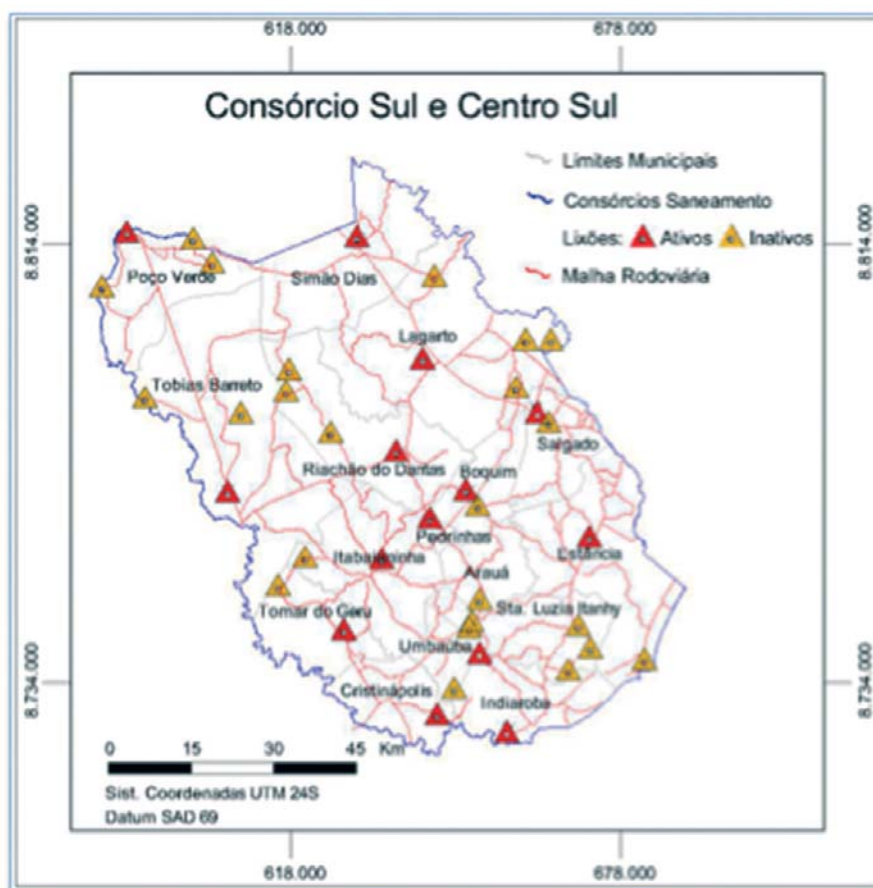 618.000 678.000
Consórcio Sul e Centro Sul
Limites Municipais
Consórcios Saneamento
8.814.000 Lixões: Ativos Inativos 8.814.000
Malha Rodoviária
Poço Verde Simão Dias
Lagarto
Tobias Barreto
Salgado
Riachão do Dantas Boquim
Pedrinhas
Estância
Itabaianinha
Arauá
Tomar do Geru Sta. Luzia Itanhy
Umbaúba
8.734.000 Cristinápolis Indiaroba 8.734.000
0 15 30 45 Km
Sist. Coordenadas UTM 24S
Datum SAD 69
618.000 678.000